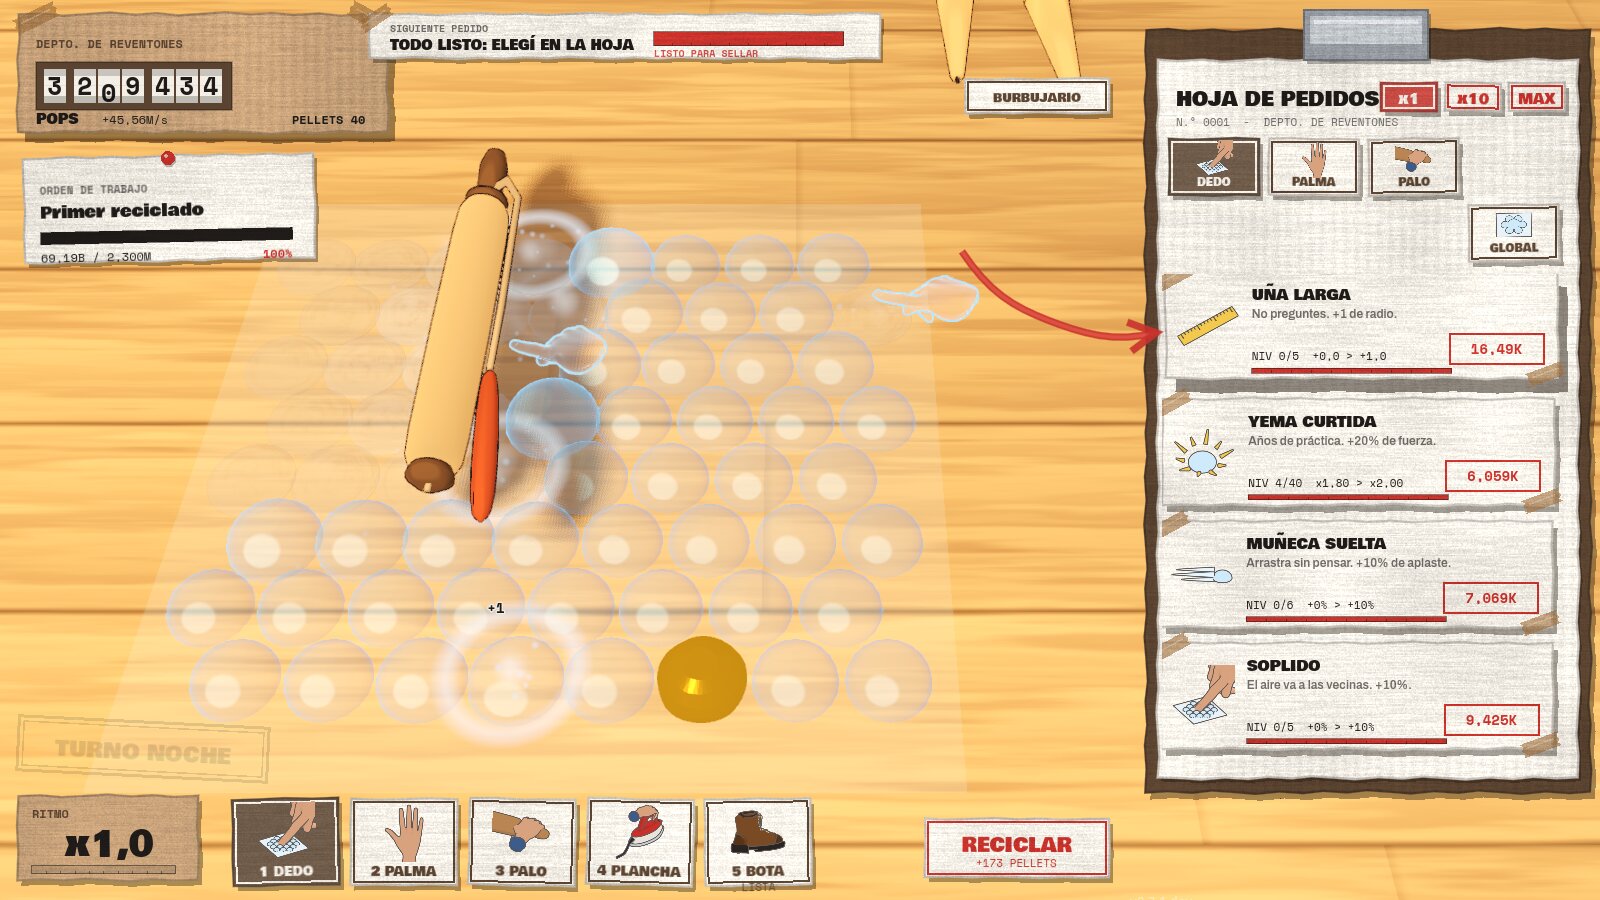 DEPTO. DE REVENTONES
3 209 434
POPS +45,56M/s PELLETS 40
SIGUIENTE PEDIDO
TODO LISTO: ELEGÍ EN LA HOJA
LISTO PARA SELLAR
BURBUJARIO
ORDEN DE TRABAJO
Primer reciclado
69,19B / 2,300M 100%
HOJA DE PEDIDOS x1 x10 MAX
N.° 0001 - DEPTO. DE REVENTONES
DEDO PALMA PALO
GLOBAL
UÑA LARGA
No preguntes. +1 de radio.
NIV 0/5 +0,0 > +1,0
16,49K
YEMA CURTIDA
Años de práctica. +20% de fuerza.
NIV 4/40 x1,80 > x2,00
6,059K
MUÑECA SUELTA
Arrastra sin pensar. +10% de aplaste.
NIV 0/6 +0% > +10%
7,069K
SOPLIDO
El aire va a las vecinas. +10%.
NIV 0/5 +0% > +10%
9,425K
+1
TURNO NOCHE
RITMO
x1,0
1 DEDO 2 PALMA 3 PALO 4 PLANCHA 5 BOTA
LISTA
RECICLAR
+173 PELLETS